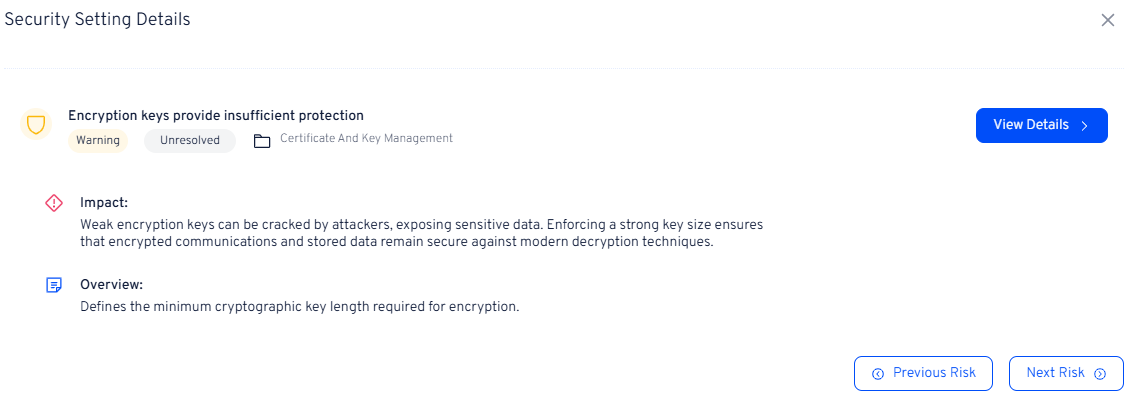 Security Setting Details
Encryption keys provide insufficient protection
View Details
Warning
Unresolved
Certificate And Key Management
Impact:
Weak encryption keys can be cracked by attackers, exposing sensitive data. Enforcing a strong key size ensures
that encrypted communications and stored data remain secure against modern decryption techniques.
Overview:
Defines the minimum cryptographic key length required for encryption.
Previous Risk
Next Risk